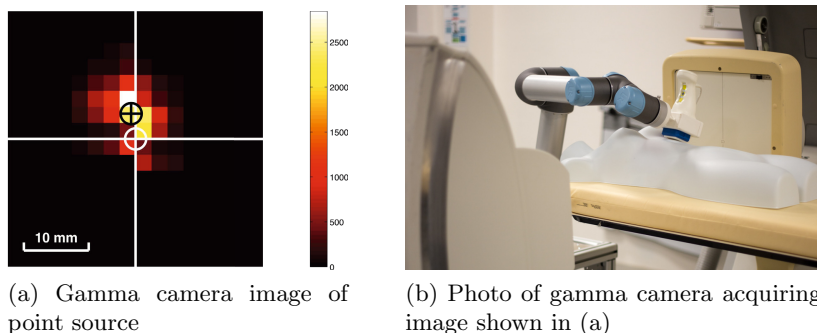 2500
2000
1500
1000
500
0
10 mm
(a) Gamma camera image of
point source
(b) Photo of gamma camera acquiring
image shown in (a)